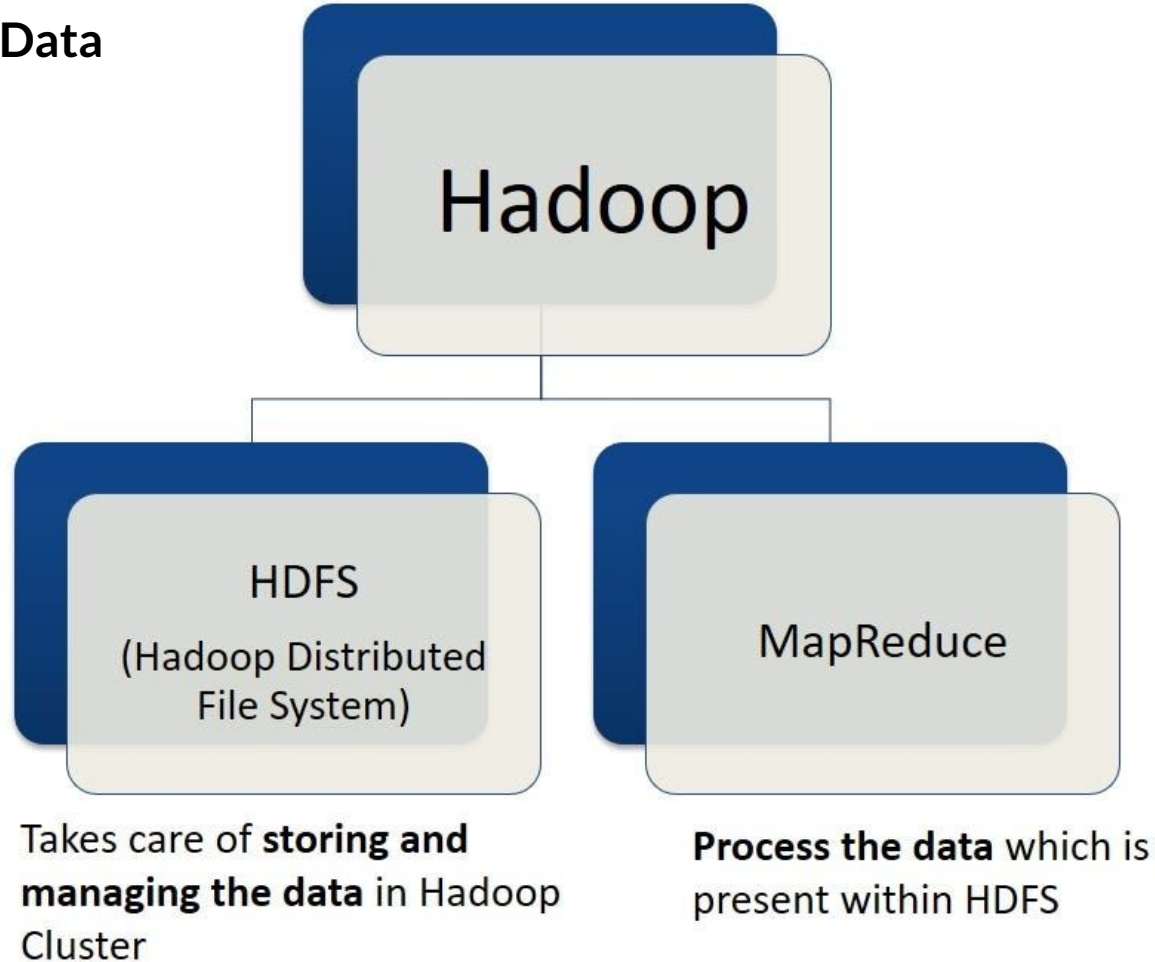 Data
Hadoop
HDFS
(Hadoop Distributed
File System)
MapReduce
Takes care of storing and
managing the data in Hadoop
Cluster
Process the data which is
present within HDFS